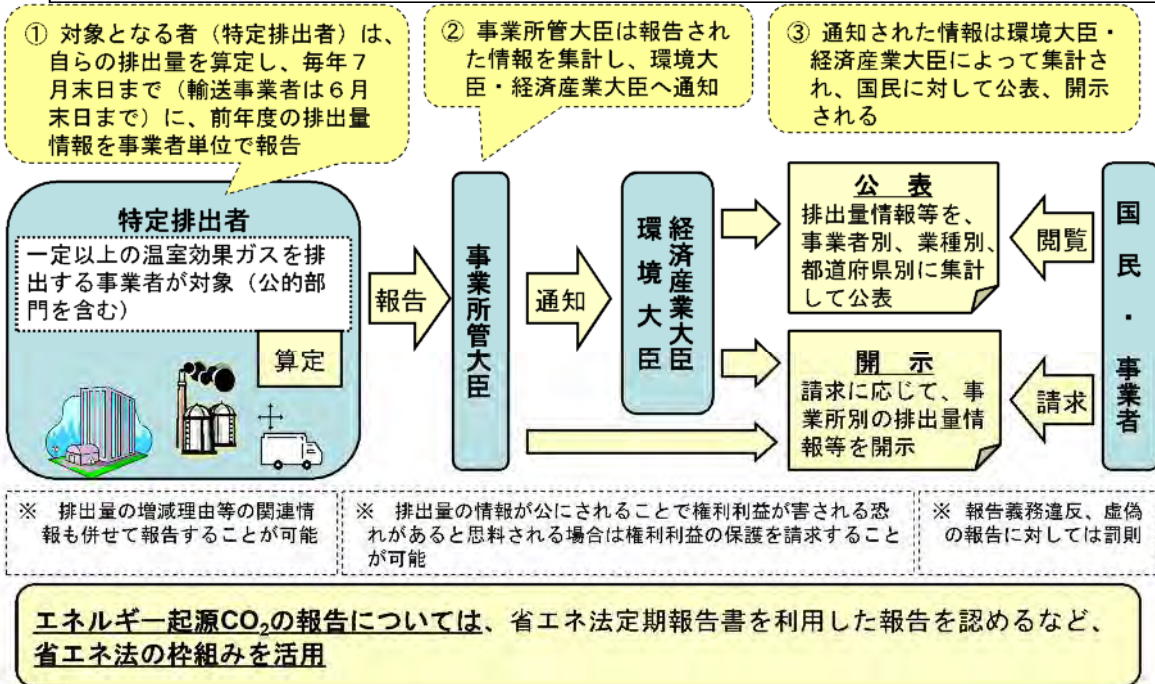 ① 対象となる者（特定排出者）は、
自らの排出量を算定し、毎年７
月末日まで（輸送事業者は６月
末日まで）に、前年度の排出量
情報を事業者単位で報告
② 事業所管大臣は報告され
た情報を集計し、環境大
臣・経済産業大臣へ通知
③ 通知された情報は環境大臣・
経済産業大臣によって集計さ
れ、国民に対して公表、開示
される
特定排出者
一定以上の温室効果ガスを排
出する事業者が対象（公的部
門を含む）
算定
報告
事業所管大臣
通知
経済産業大臣
環境大臣
公　表
排出量情報等を、
事業者別、業種別、
都道府県別に集計
して公表
開　示
請求に応じて、事
業所別の排出量情
報等を開示
閲覧
請求
国民・事業者
※　排出量の増減理由等の関連情
報も併せて報告することが可能
※　排出量の情報が公にされることで権利利益が害される恐
れがあると思料される場合は権利利益の保護を請求すること
が可能
※　報告義務違反、虚偽
の報告に対しては罰則
エネルギー起源CO₂の報告については、省エネ法定期報告書を利用した報告を認めるなど、
省エネ法の枠組みを活用